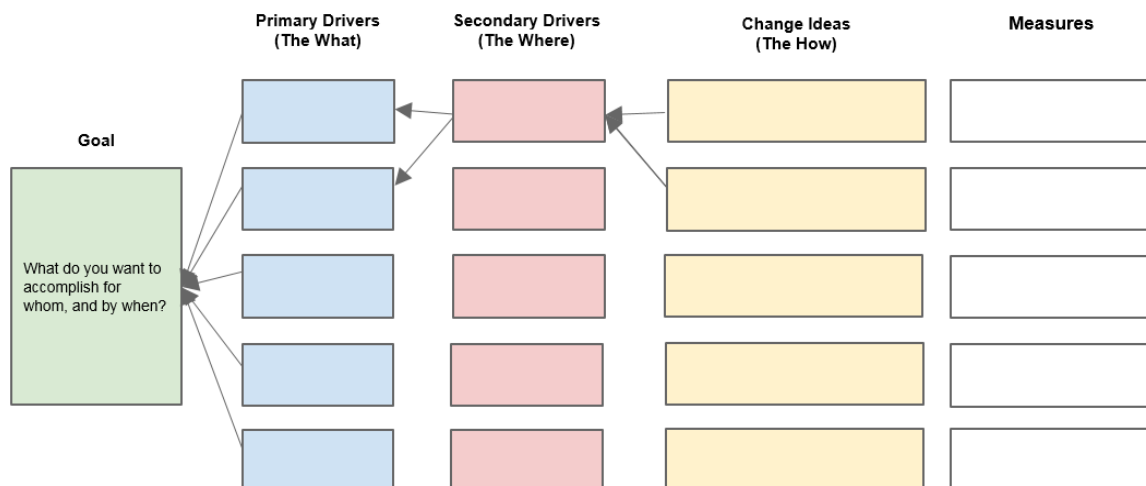 Primary Drivers
(The What)
Secondary Drivers
(The Where)
Change Ideas
(The How)
Measures
Goal
What do you want to
accomplish for
whom, and by when?